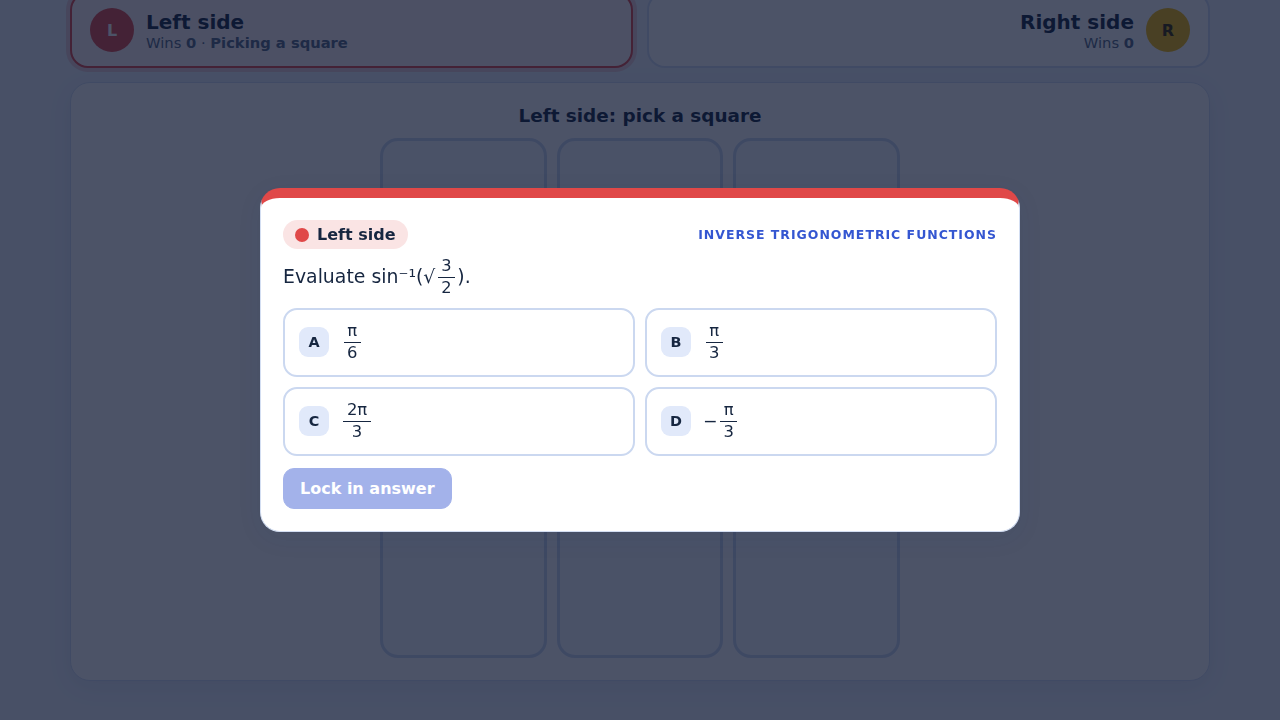 L
Left side
Wins 0 · Picking a square
Right side
Wins 0
R
Left side: pick a square
Left side
INVERSE TRIGONOMETRIC FUNCTIONS
Evaluate sin⁻¹(√3/2).
A π/6
B π/3
C 2π/3
D −π/3
Lock in answer